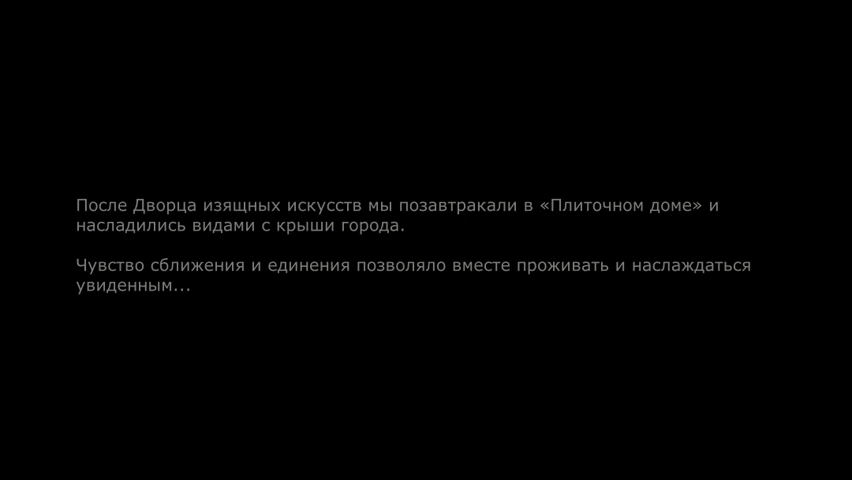 После Дворца изящных искусств мы позавтракали в «Плиточном доме» и
насладились видами с крыши города.
Чувство сближения и единения позволяло вместе проживать и наслаждаться
увиденным...